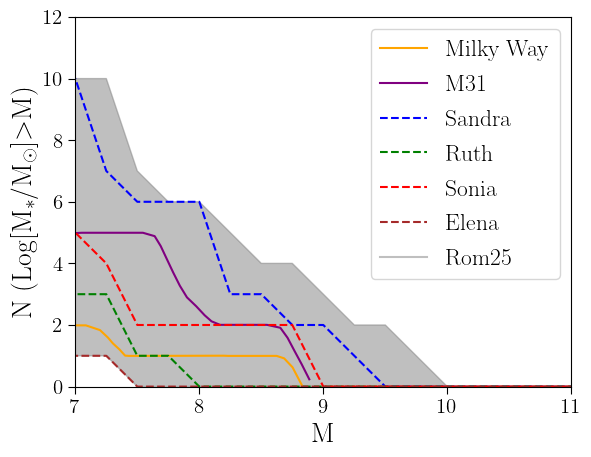 12
10
8
6
4
2
0
7
8
9
10
11
M
N (Log[M*/M⊙]>M)
Milky Way
M31
Sandra
Ruth
Sonia
Elena
Rom25